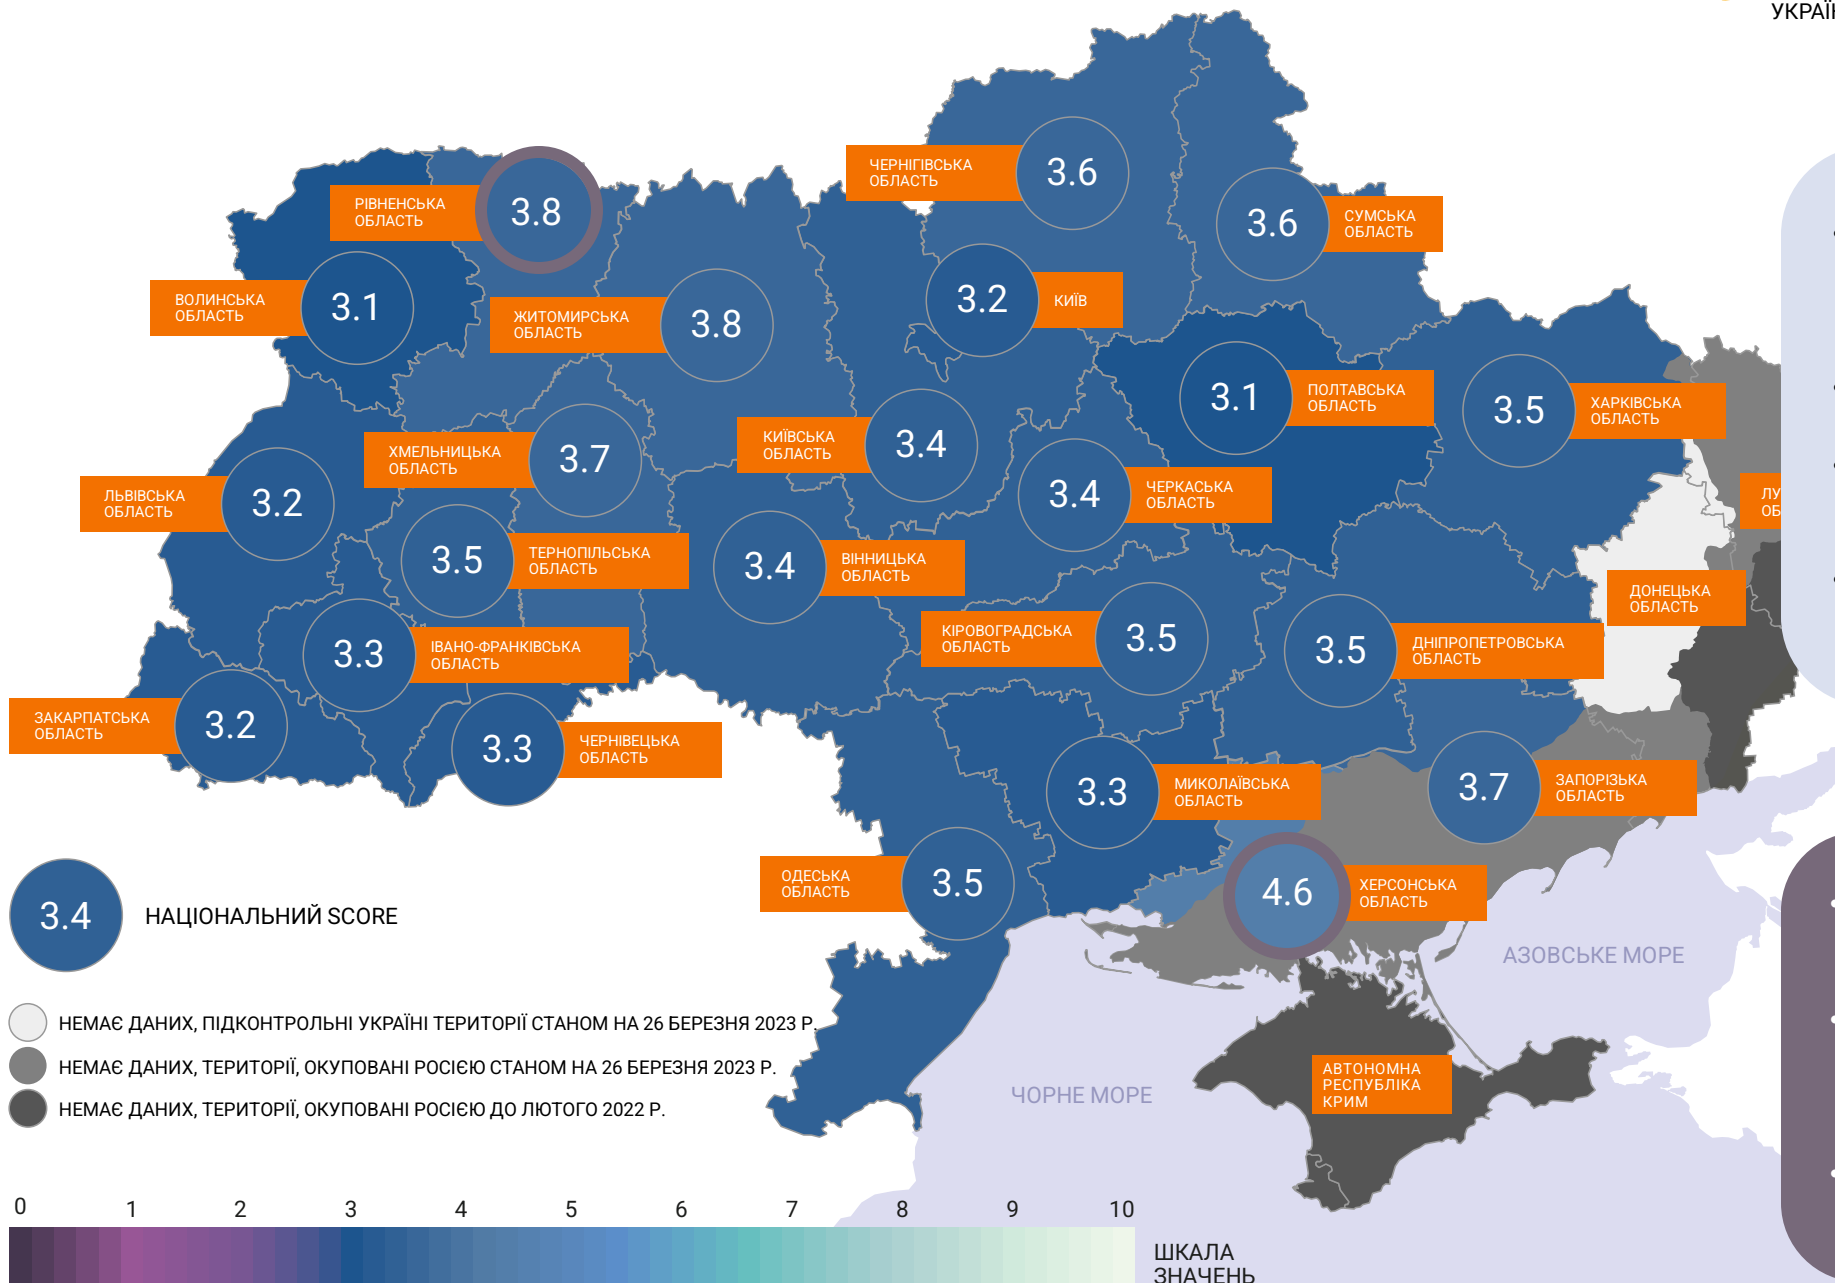 ЧЕРНІГІВСЬКА
ОБЛАСТЬ
3.6
РІВНЕНСЬКА
ОБЛАСТЬ
3.8
3.6
СУМСЬКА
ОБЛАСТЬ
ВОЛИНСЬКА
ОБЛАСТЬ
3.1
ЖИТОМИРСЬКА
ОБЛАСТЬ
3.8
3.2
КИЇВ
3.1
ПОЛТАВСЬКА
ОБЛАСТЬ
3.5
ХАРКІВСЬКА
ОБЛАСТЬ
ХМЕЛЬНИЦЬКА
ОБЛАСТЬ
3.7
КИЇВСЬКА
ОБЛАСТЬ
3.4
ЛЬВІВСЬКА
ОБЛАСТЬ
3.2
3.4
ЧЕРКАСЬКА
ОБЛАСТЬ
3.5
ТЕРНОПІЛЬСЬКА
ОБЛАСТЬ
3.4
ВІННИЦЬКА
ОБЛАСТЬ
ДОНЕЦЬКА
ОБЛАСТЬ
3.3
ІВАНО-ФРАНКІВСЬКА
ОБЛАСТЬ
КІРОВОГРАДСЬКА
ОБЛАСТЬ
3.5
3.5
ДНІПРОПЕТРОВСЬКА
ОБЛАСТЬ
ЗАКАРПАТСЬКА
ОБЛАСТЬ
3.2
3.3
ЧЕРНІВЕЦЬКА
ОБЛАСТЬ
3.3
МИКОЛАЇВСЬКА
ОБЛАСТЬ
3.7
ЗАПОРІЗЬКА
ОБЛАСТЬ
ОДЕСЬКА
ОБЛАСТЬ
3.5
4.6
ХЕРСОНСЬКА
ОБЛАСТЬ
3.4
НАЦІОНАЛЬНИЙ SCORE
АЗОВСЬКЕ МОРЕ
НЕМАЄ ДАНИХ, ПІДКОНТРОЛЬНІ УКРАЇНІ ТЕРИТОРІЇ СТАНОМ НА 26 БЕРЕЗНЯ 2023 Р.
НЕМАЄ ДАНИХ, ТЕРИТОРІЇ, ОКУПОВАНІ РОСІЄЮ СТАНОМ НА 26 БЕРЕЗНЯ 2023 Р.
НЕМАЄ ДАНИХ, ТЕРИТОРІЇ, ОКУПОВАНІ РОСІЄЮ ДО ЛЮТОГО 2022 Р.
ЧОРНЕ МОРЕ
АВТОНОМНА
РЕСПУБЛІКА
КРИМ
0 1 2 3 4 5 6 7 8 9 10
ШКАЛА
ЗНАЧЕНЬ